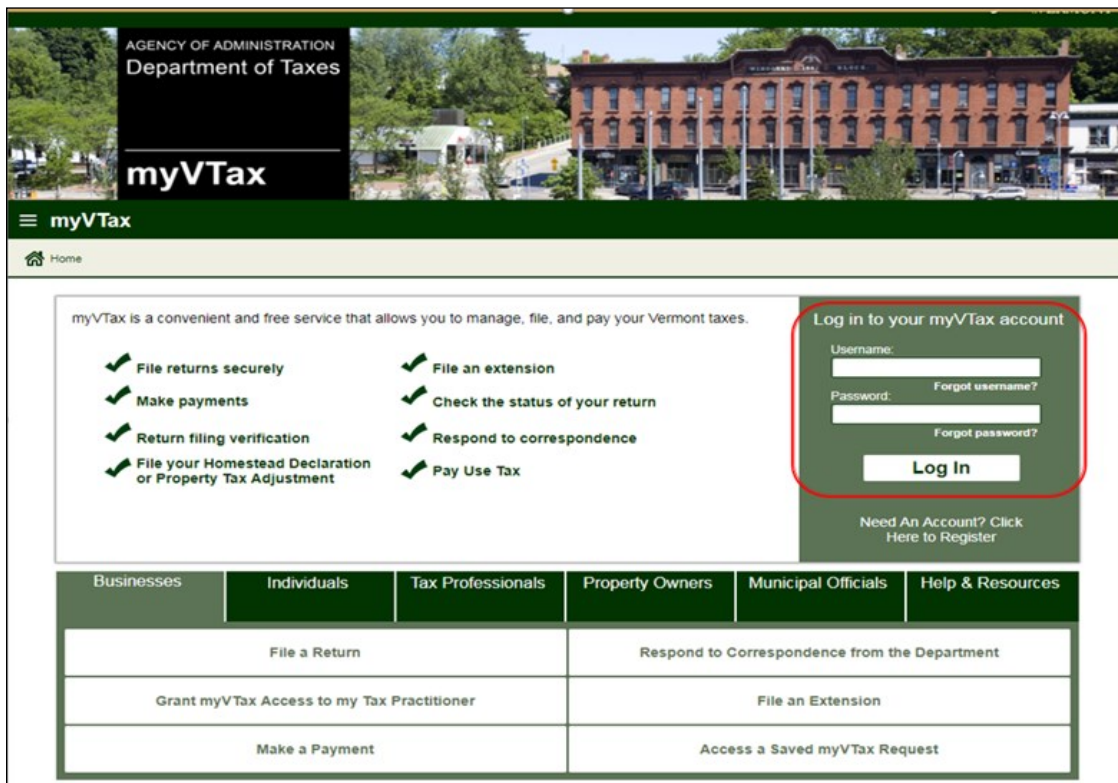 AGENCY OF ADMINISTRATION
Department of Taxes
myVTax
myVTax
Home
myVTax is a convenient and free service that allows you to manage, file, and pay your Vermont taxes.
File returns securely
Make payments
Return filing verification
File your Homestead Declaration
or Property Tax Adjustment
File an extension
Check the status of your return
Respond to correspondence
Pay Use Tax
Log in to your myVTax account
Username:
Forgot username?
Password:
Forgot password?
Log In
Need An Account? Click
Here to Register
Businesses
Individuals
Tax Professionals
Property Owners
Municipal Officials
Help & Resources
File a Return
Respond to Correspondence from the Department
Grant myVTax Access to my Tax Practitioner
File an Extension
Make a Payment
Access a Saved myVTax Request